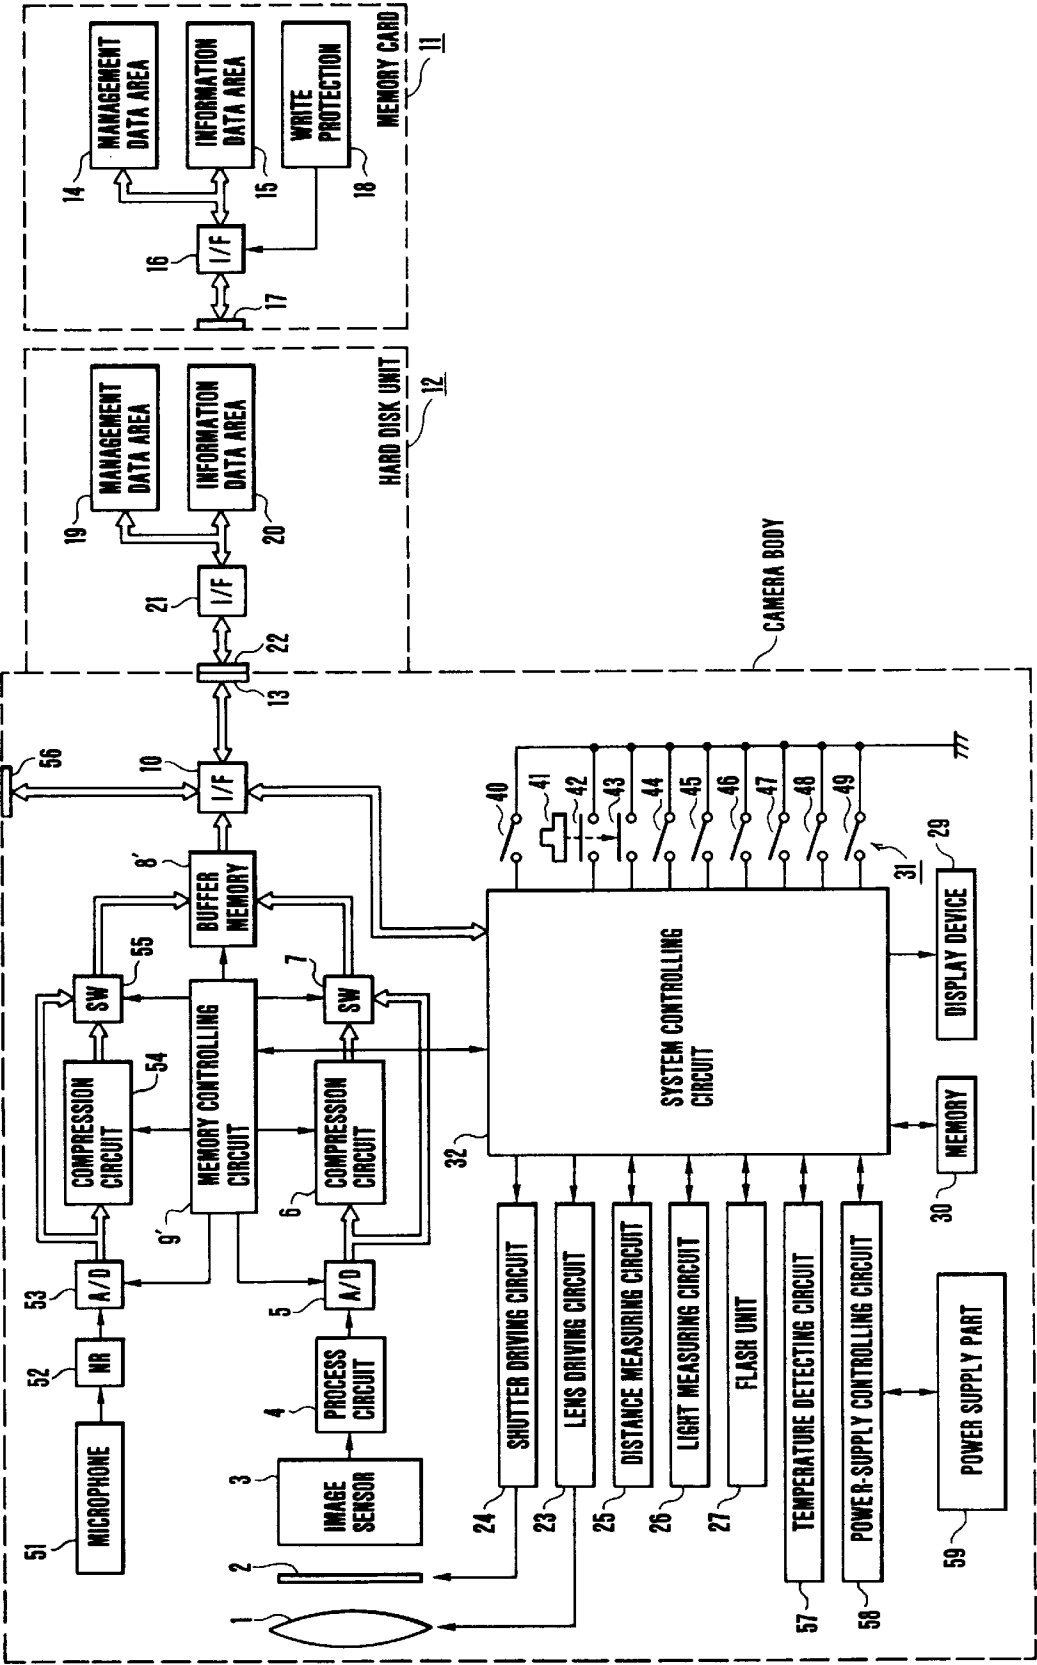 51
MICROPHONE
52
NR
53
A/D
COMPRESSION
CIRCUIT
54
SW
55
56
9'
MEMORY CONTROLLING
CIRCUIT
8'
BUFFER
MEMORY
10
I/F
13
22
1
2
3
IMAGE
SENSOR
4
PROCESS
CIRCUIT
5
A/D
6
COMPRESSION
CIRCUIT
7
SW
21
I/F
19
MANAGEMENT
DATA AREA
INFORMATION
DATA AREA
20
HARD DISK UNIT
12
17
16
I/F
14
MANAGEMENT
DATA AREA
INFORMATION
DATA AREA
15
WRITE
PROTECTION
18
MEMORY CARD
11
24
SHUTTER DRIVING CIRCUIT
23
LENS DRIVING CIRCUIT
25
DISTANCE MEASURING CIRCUIT
26
LIGHT MEASURING CIRCUIT
27
FLASH UNIT
57
TEMPERATURE DETECTING CIRCUIT
58
POWER-SUPPLY CONTROLLING CIRCUIT
32
SYSTEM CONTROLLING
CIRCUIT
40
41
42
43
44
45
46
47
48
49
31
CAMERA BODY
59
POWER SUPPLY PART
30
MEMORY
29
DISPLAY DEVICE